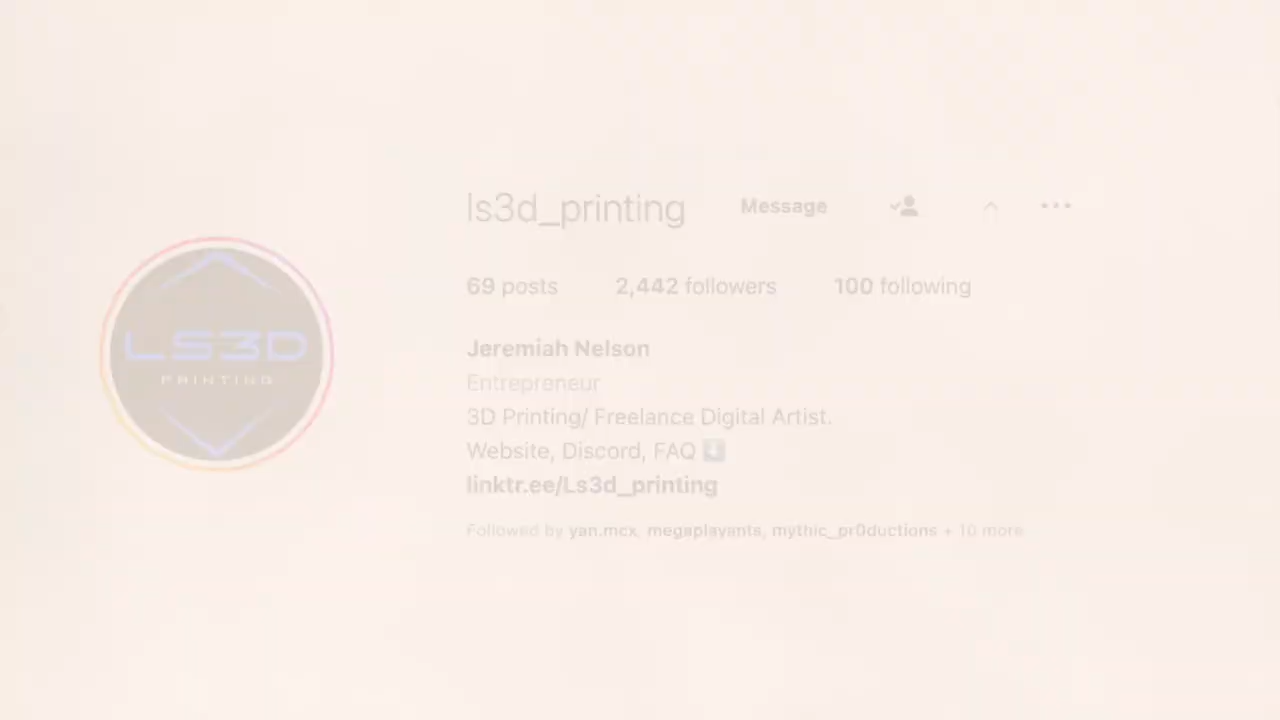 ls3d_printing Message
69 posts 2,442 followers 100 following
LS3D
PRINTING
Jeremiah Nelson
Entrepreneur
3D Printing/ Freelance Digital Artist.
Website, Discord, FAQ ⬇️
linktr.ee/Ls3d_printing
Followed by yan.mcx, megaplayants, mythic_pr0ductions + 10 more